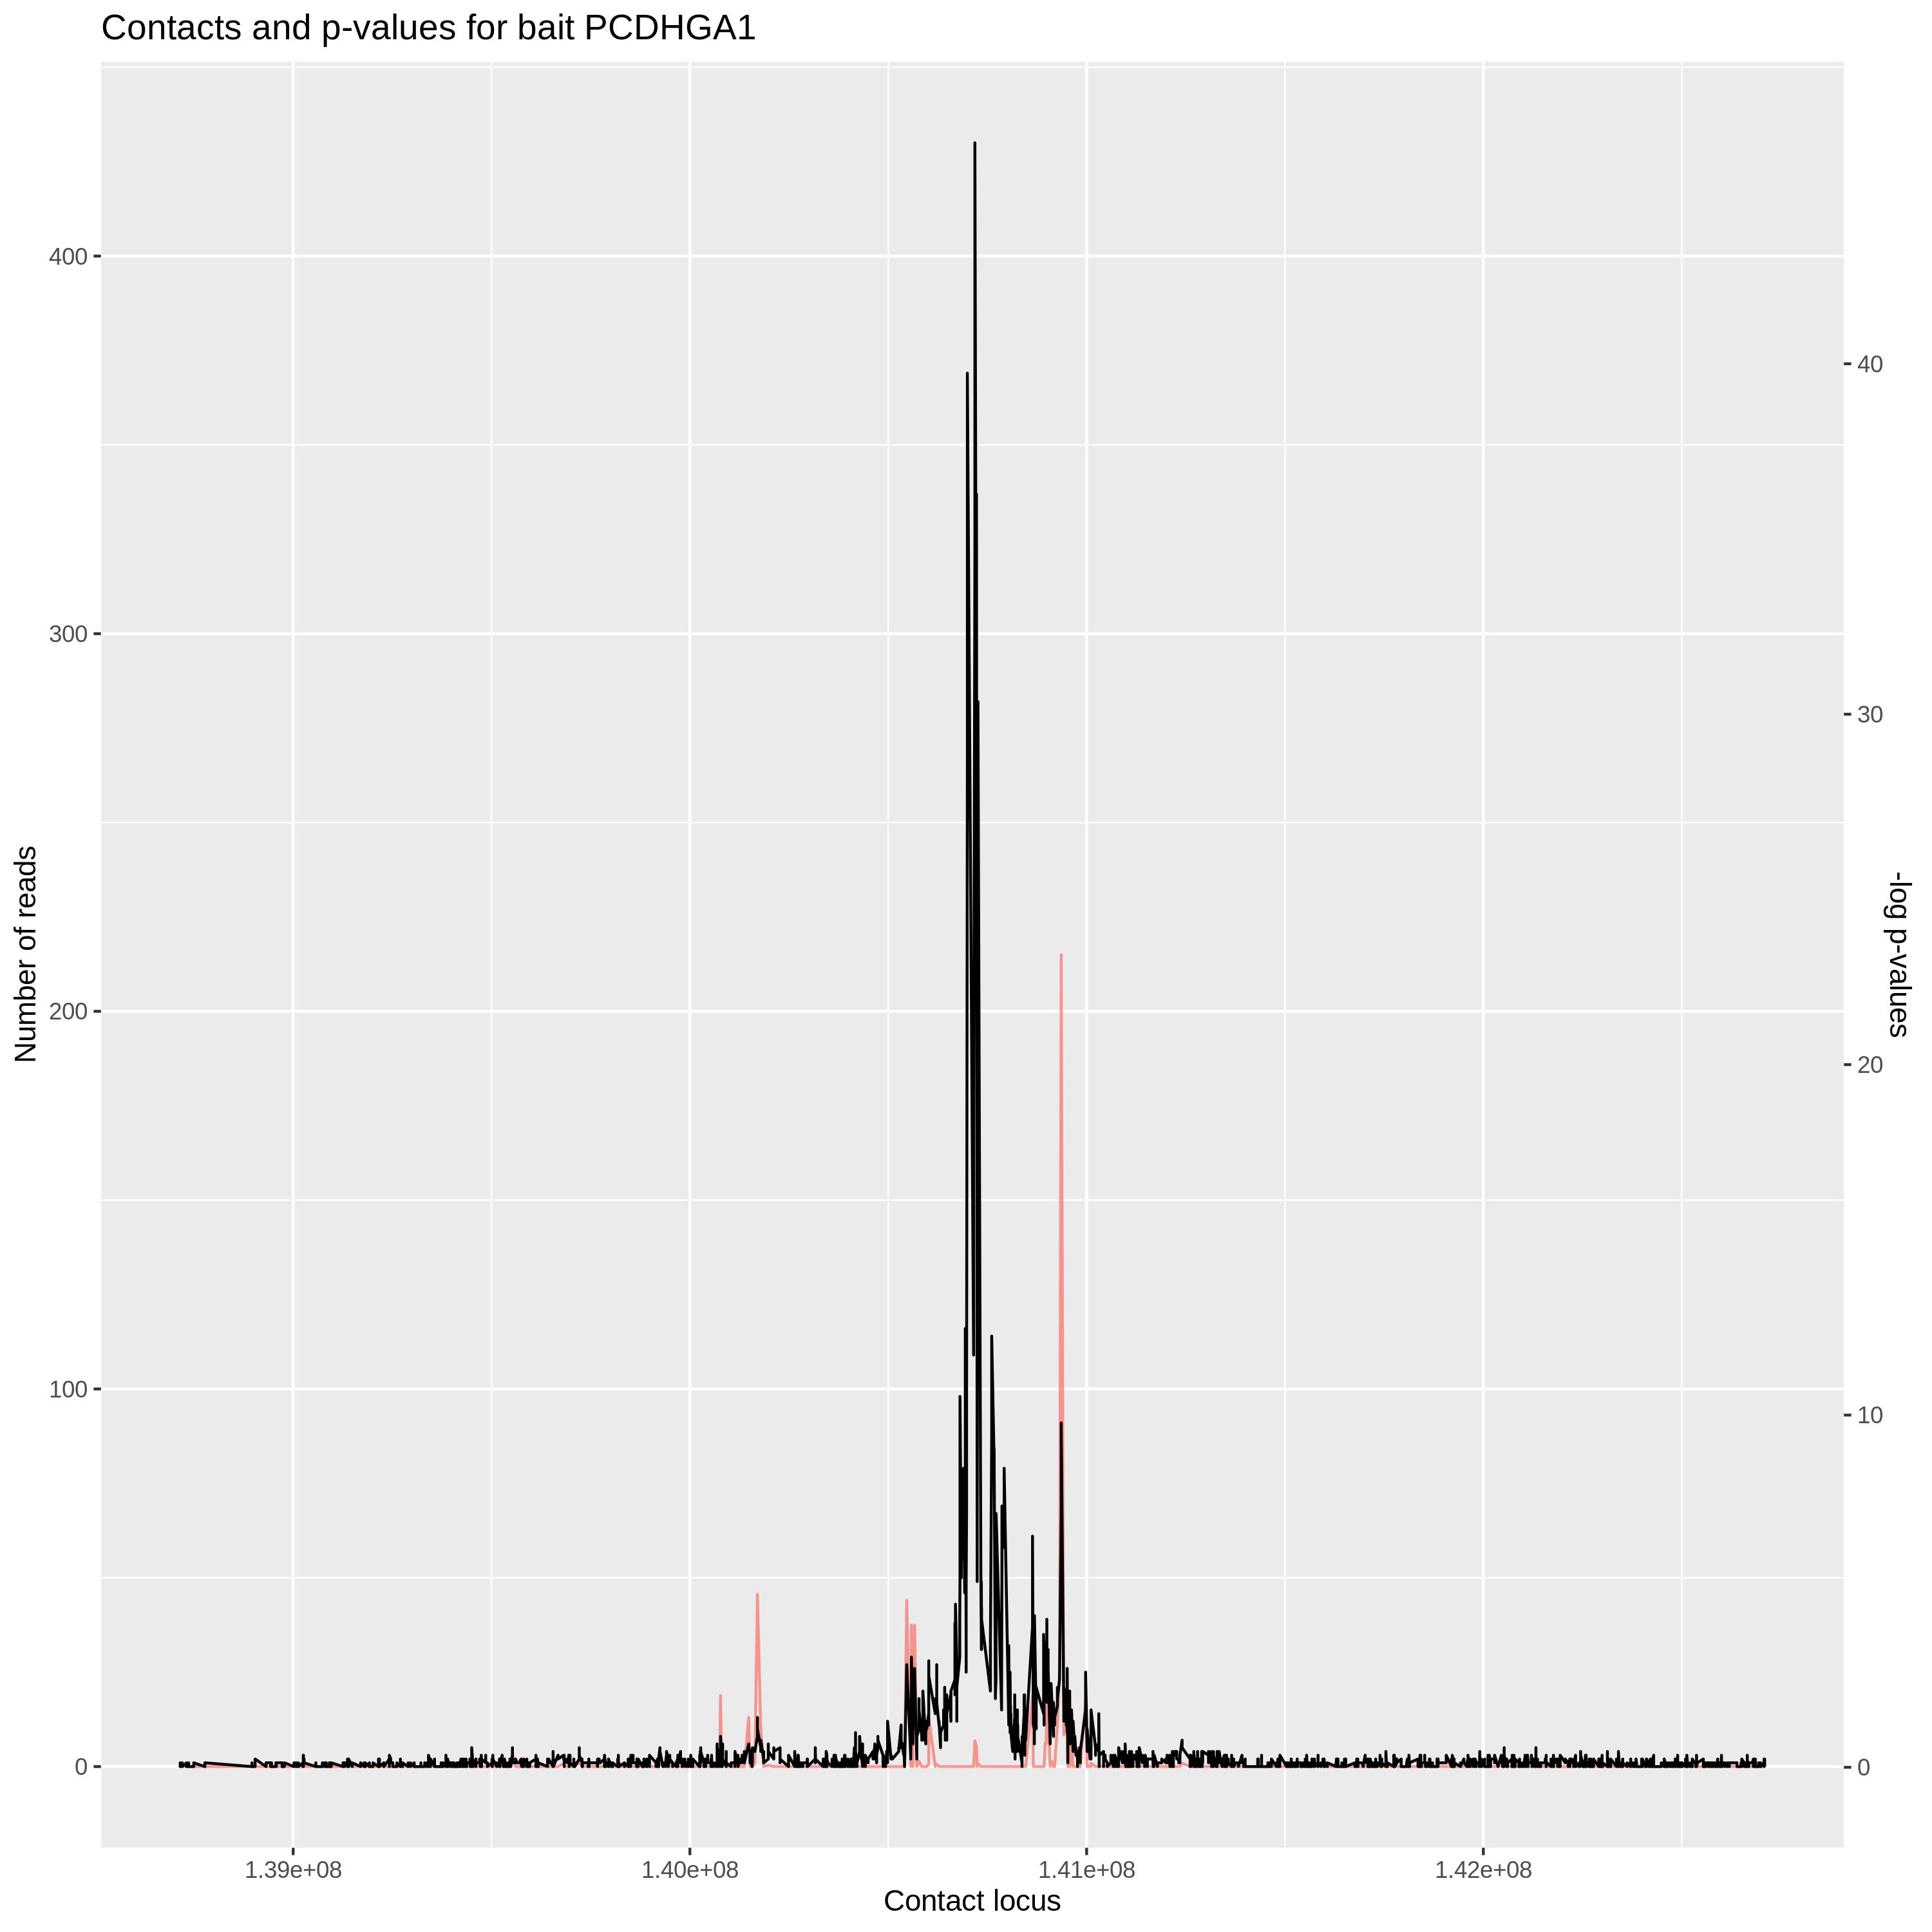 Contacts and p-values for bait PCDHGA1
400
300
200
100
0
40
30
20
10
0
Number of reads
-log p-values
1.39e+08
1.40e+08
1.41e+08
1.42e+08
Contact locus